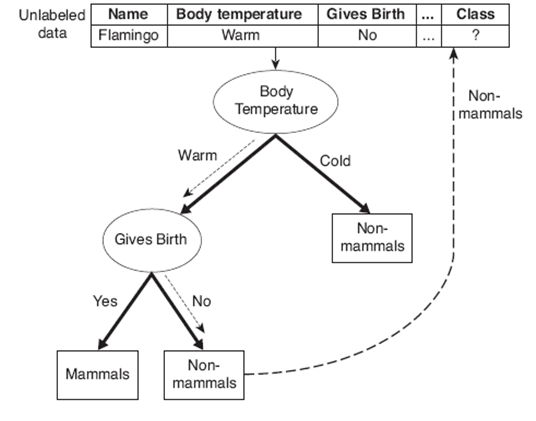 Unlabeled
data
Name Body temperature Gives Birth ... Class
Flamingo Warm No ... ?
Body
Temperature
Non-
mammals
Warm
Cold
Gives Birth
Non-
mammals
Yes
No
Mammals
Non-
mammals